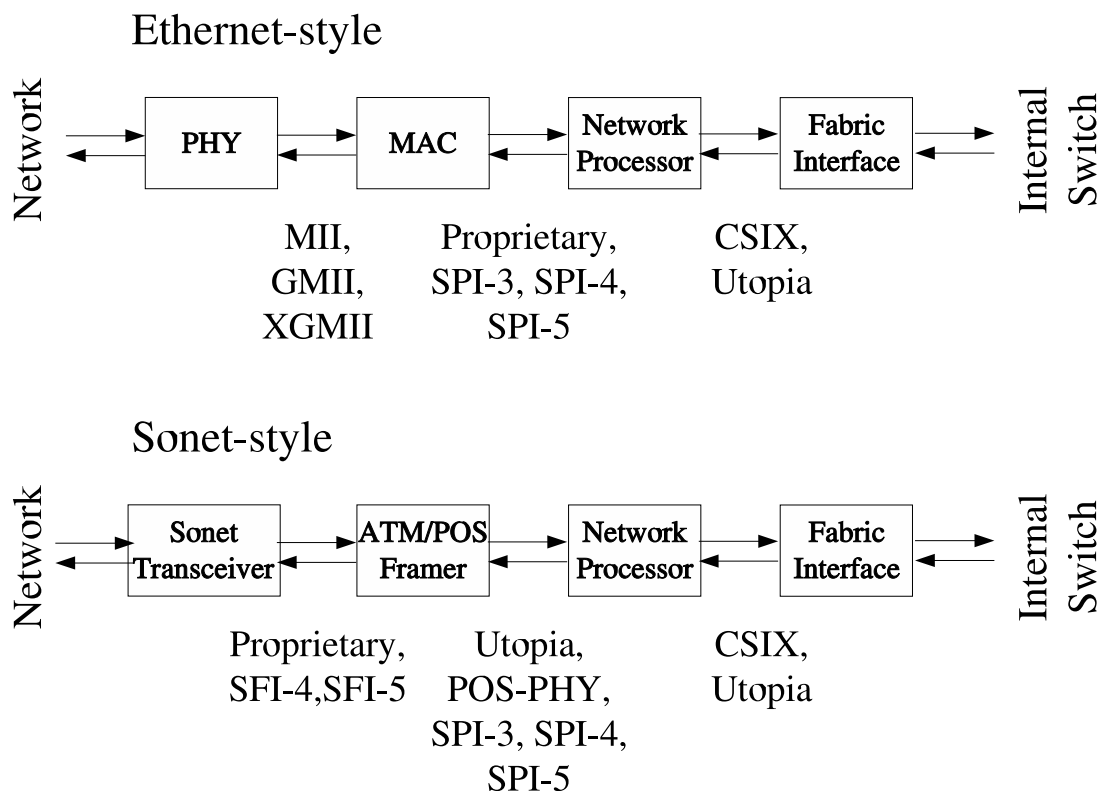 Ethernet-style
Network
PHY
MAC
Network
Processor
Fabric
Interface
Internal
Switch
MII,
GMII,
XGMII
Proprietary,
SPI-3, SPI-4,
SPI-5
CSIX,
Utopia
Sonet-style
Network
Sonet
Transceiver
ATM/POS
Framer
Network
Processor
Fabric
Interface
Internal
Switch
Proprietary,
SFI-4,SFI-5
Utopia,
POS-PHY,
SPI-3, SPI-4,
SPI-5
CSIX,
Utopia